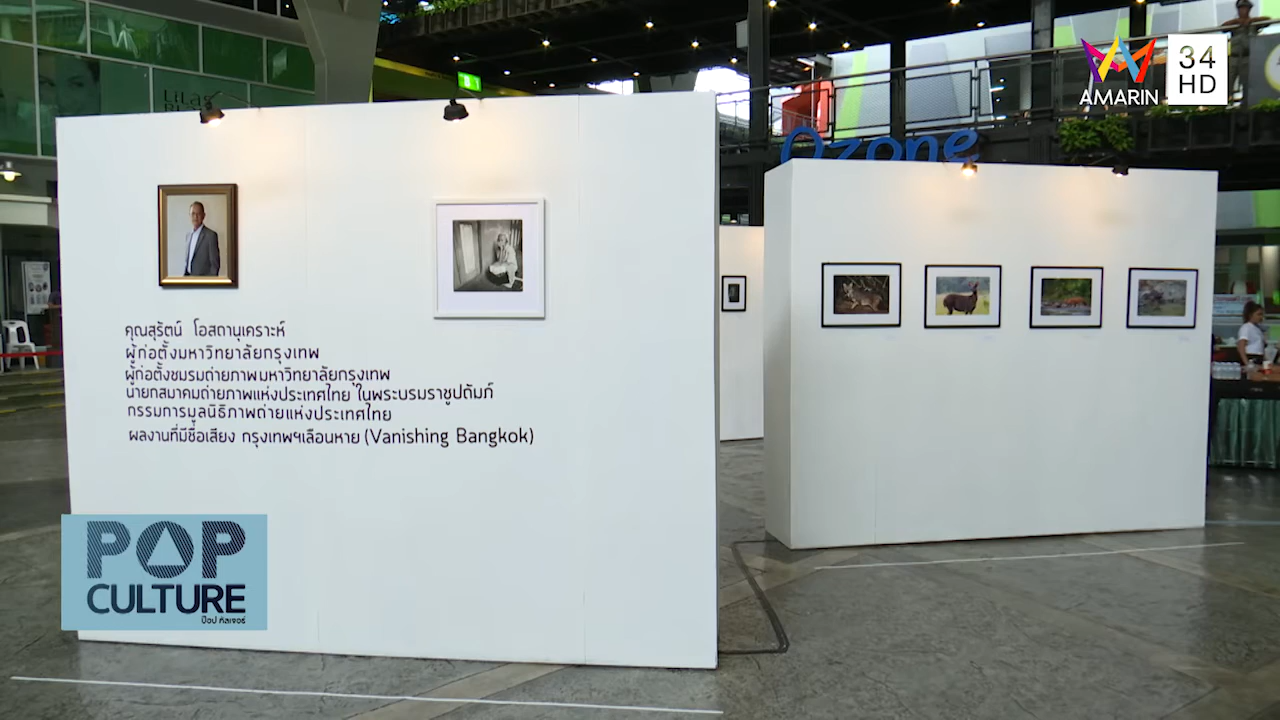 AMARIN
34
HD
Ozone
คุณสุรัตน์ โอสถานุเคราะห์
ผู้ก่อตั้งมหาวิทยาลัยกรุงเทพ
ผู้ก่อตั้งชมรมถ่ายภาพมหาวิทยาลัยกรุงเทพ
นายกสมาคมถ่ายภาพแห่งประเทศไทย ในพระบรมราชูปถัมภ์
กรรมการมูลนิธิภาพถ่ายแห่งประเทศไทย
ผลงานที่มีชื่อเสียง กรุงเทพฯเลือนหาย (Vanishing Bangkok)
POP
CULTURE
ป๊อป คัลเจอร์